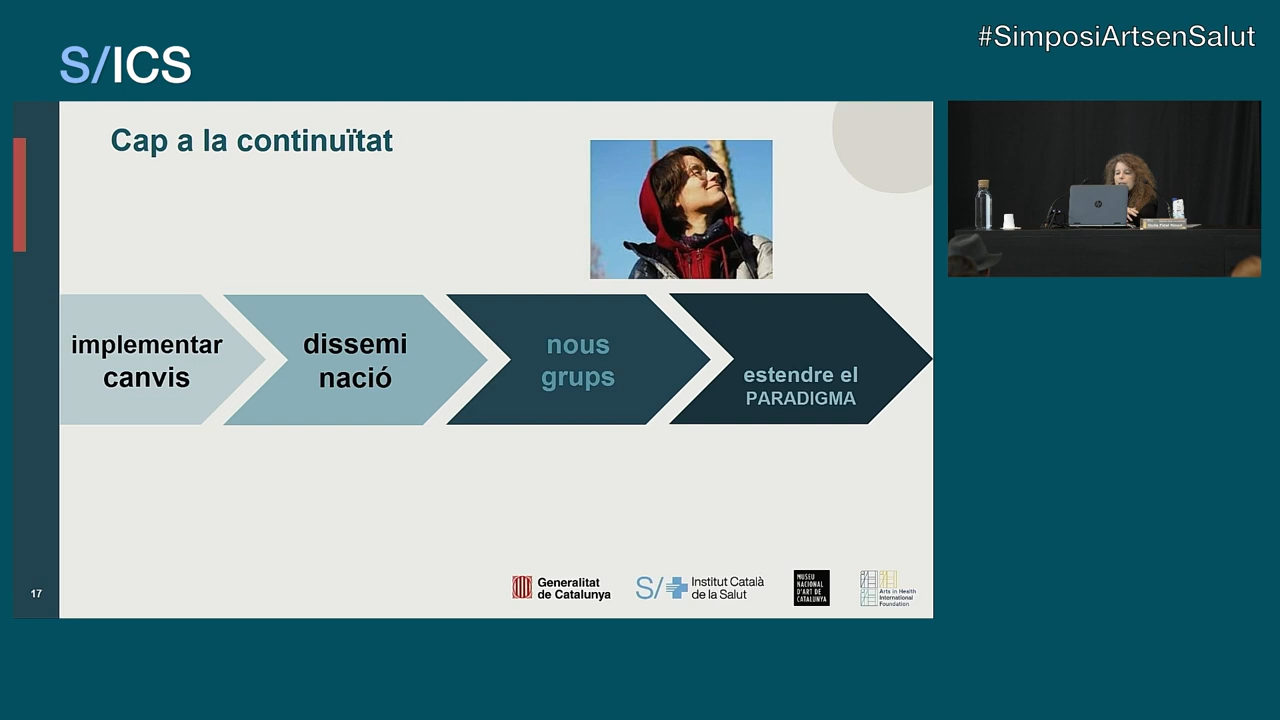 #SimposiArtsenSalut
S/ICS
Cap a la continuïtat
implementar
canvis
dissemi
nació
nous
grups
estendre el
PARADIGMA
17
Generalitat
de Catalunya
S/
Institut Català
de la Salut
MUSEU
NACIONAL
D'ART DE
CATALUNYA
Arts in Health
International
Foundation
hp